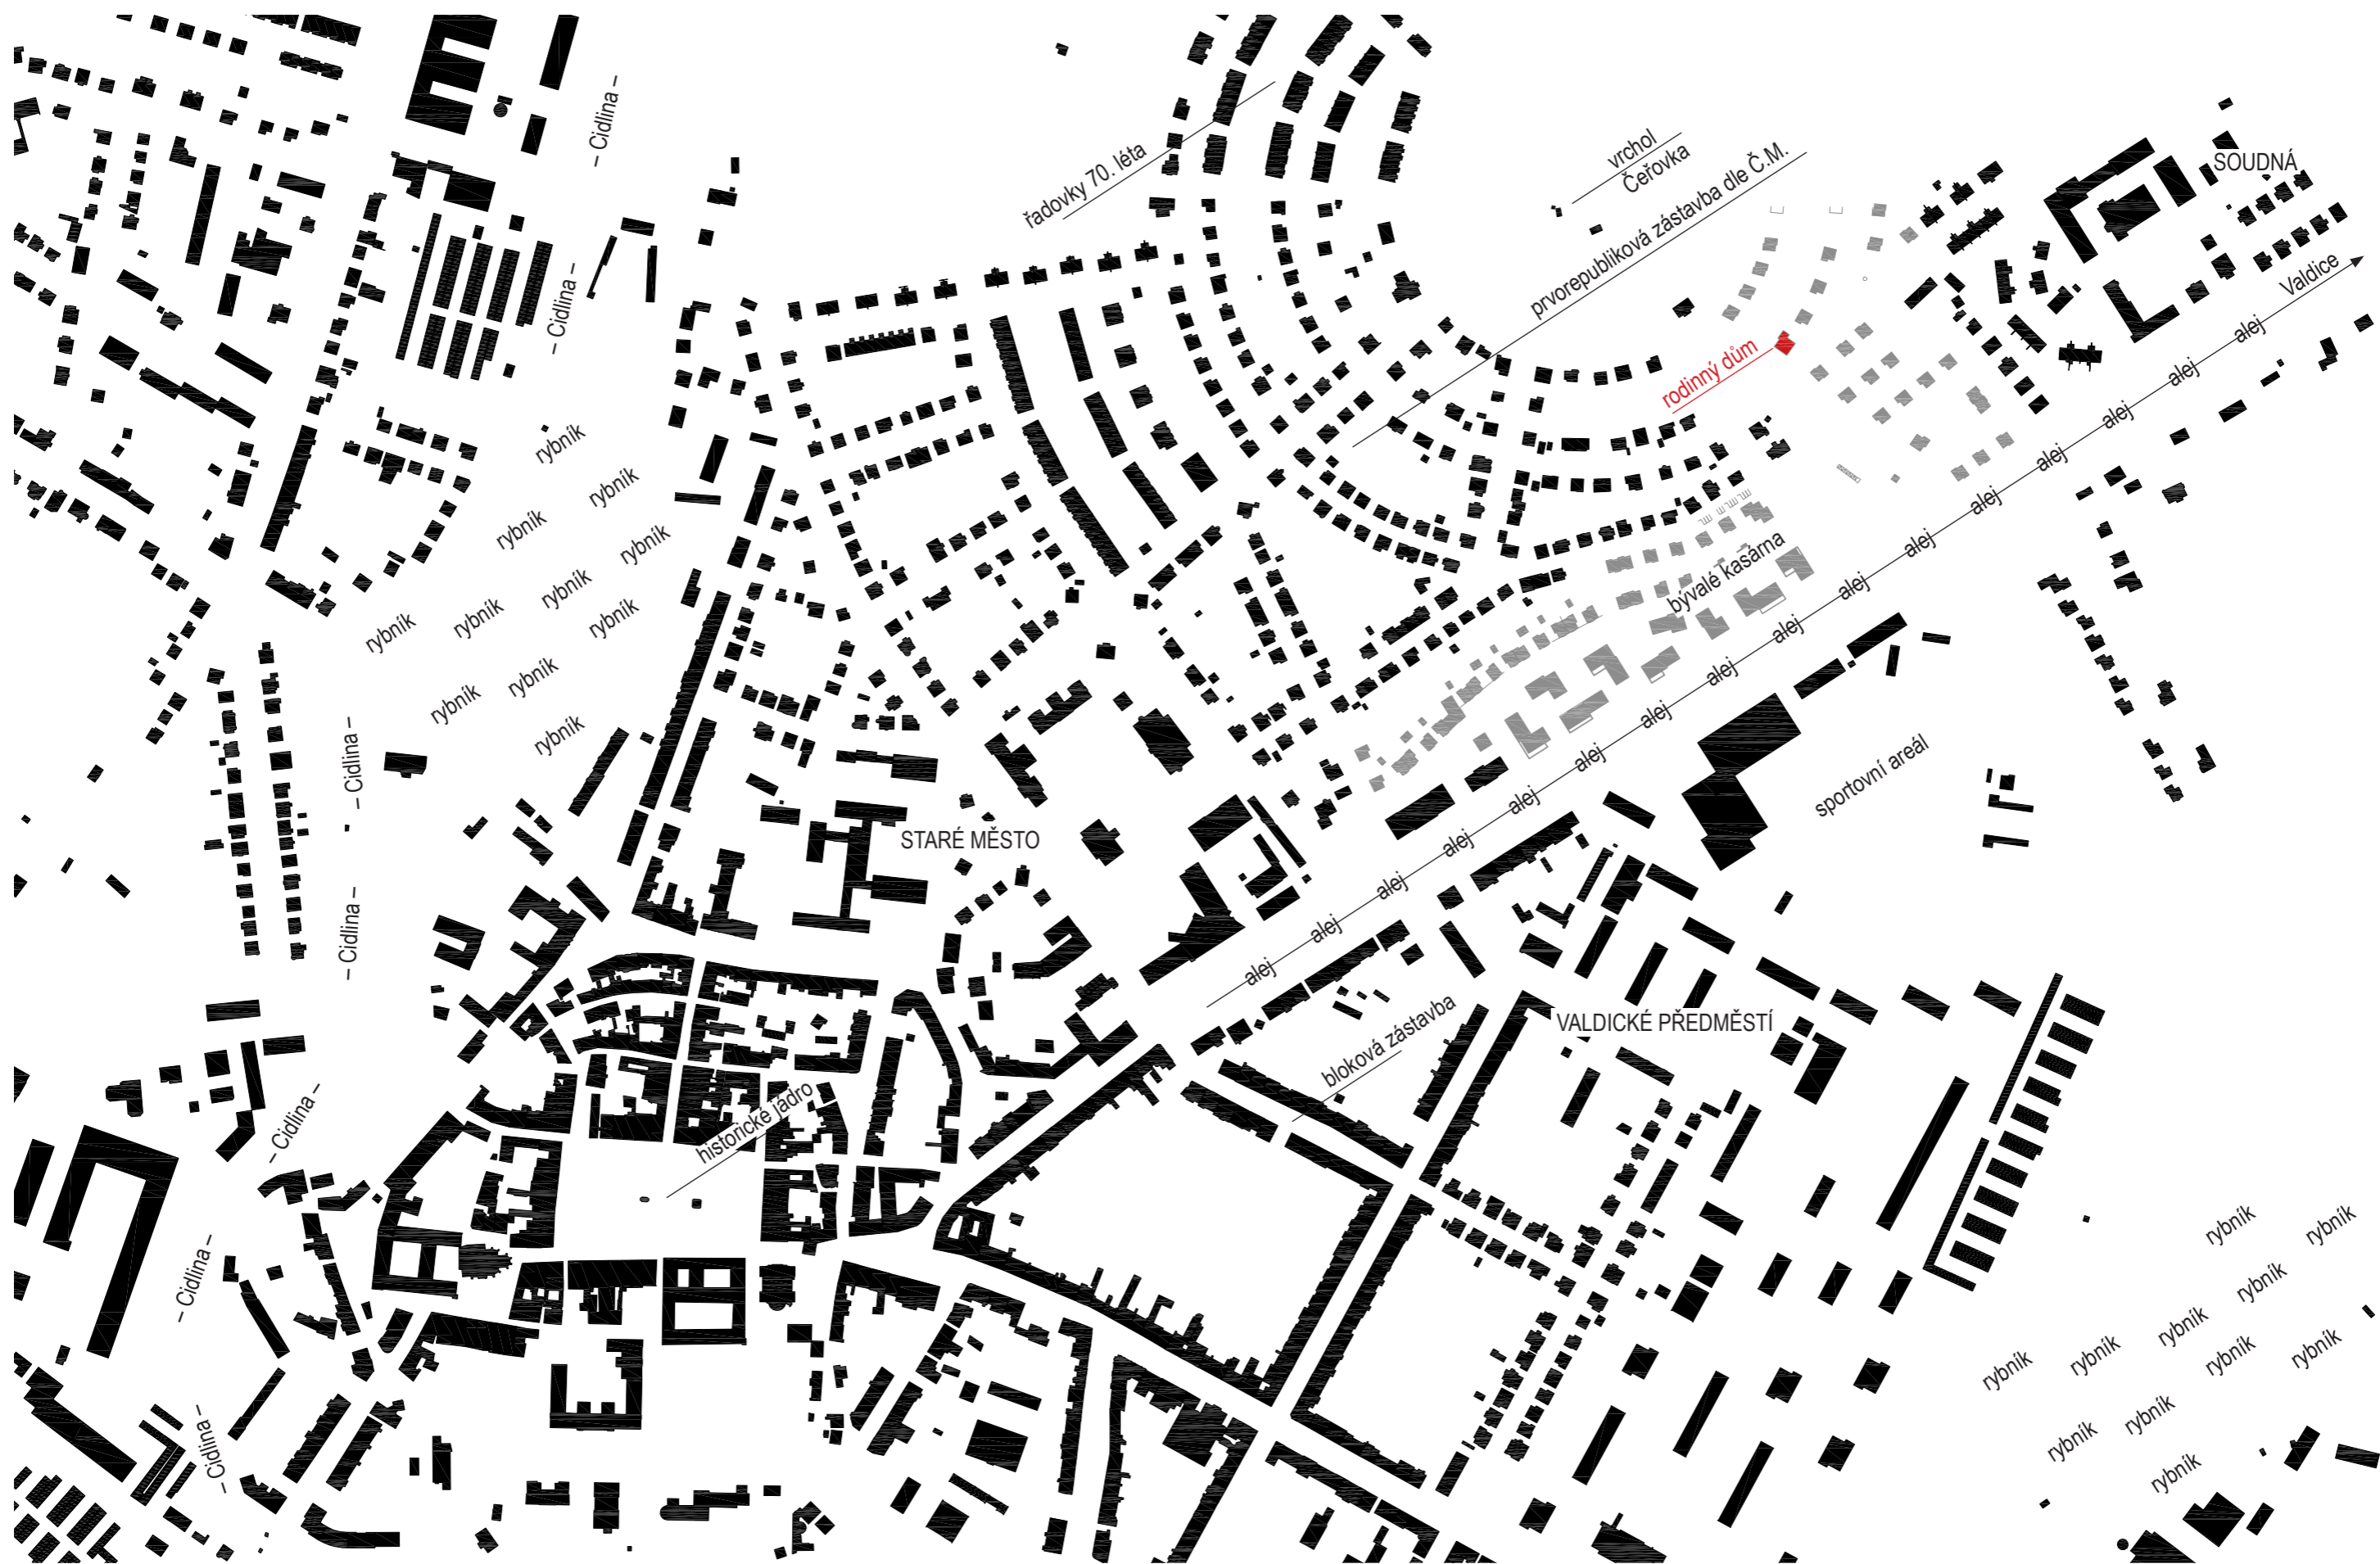 – Cidlina –
řadovky 70. léta
vrchol
Čeřovka
prvorepubliková zástavba dle Č.M.
SOUDNÁ
Valdice
– Cidlina –
rodinný dům
alej
alej
alej
rybník
alej
rybník
alej
rybník
rybník
alej
bývalé kasárna
rybník
alej
rybník
rybník
rybník
alej
rybník
alej
rybník
alej
rybník
– Cidlina –
alej
sportovní areál
alej
STARÉ MĚSTO
alej
alej
– Cidlina –
alej
alej
VALDICKÉ PŘEDMĚSTÍ
bloková zástavba
historické jádro
– Cidlina –
rybník
rybník
– Cidlina –
rybník
rybník
rybník
rybník
rybník
rybník
rybník
rybník
– Cidlina –
rybník